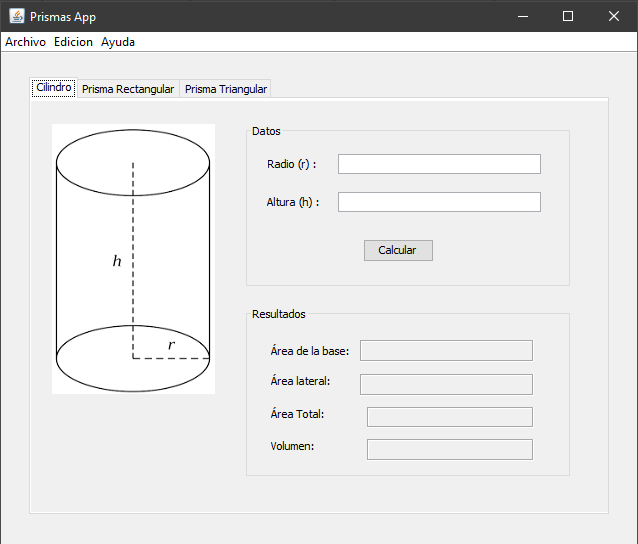 Prismas App
Archivo Edicion Ayuda
Cilindro Prisma Rectangular Prisma Triangular
h
r
Datos
Radio (r) :
Altura (h) :
Calcular
Resultados
Área de la base:
Área lateral:
Área Total:
Volumen: